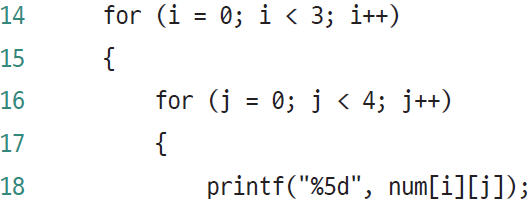 14 for (i = 0; i < 3; i++)
15 {
16 for (j = 0; j < 4; j++)
17 {
18 printf("%5d", num[i][j]);